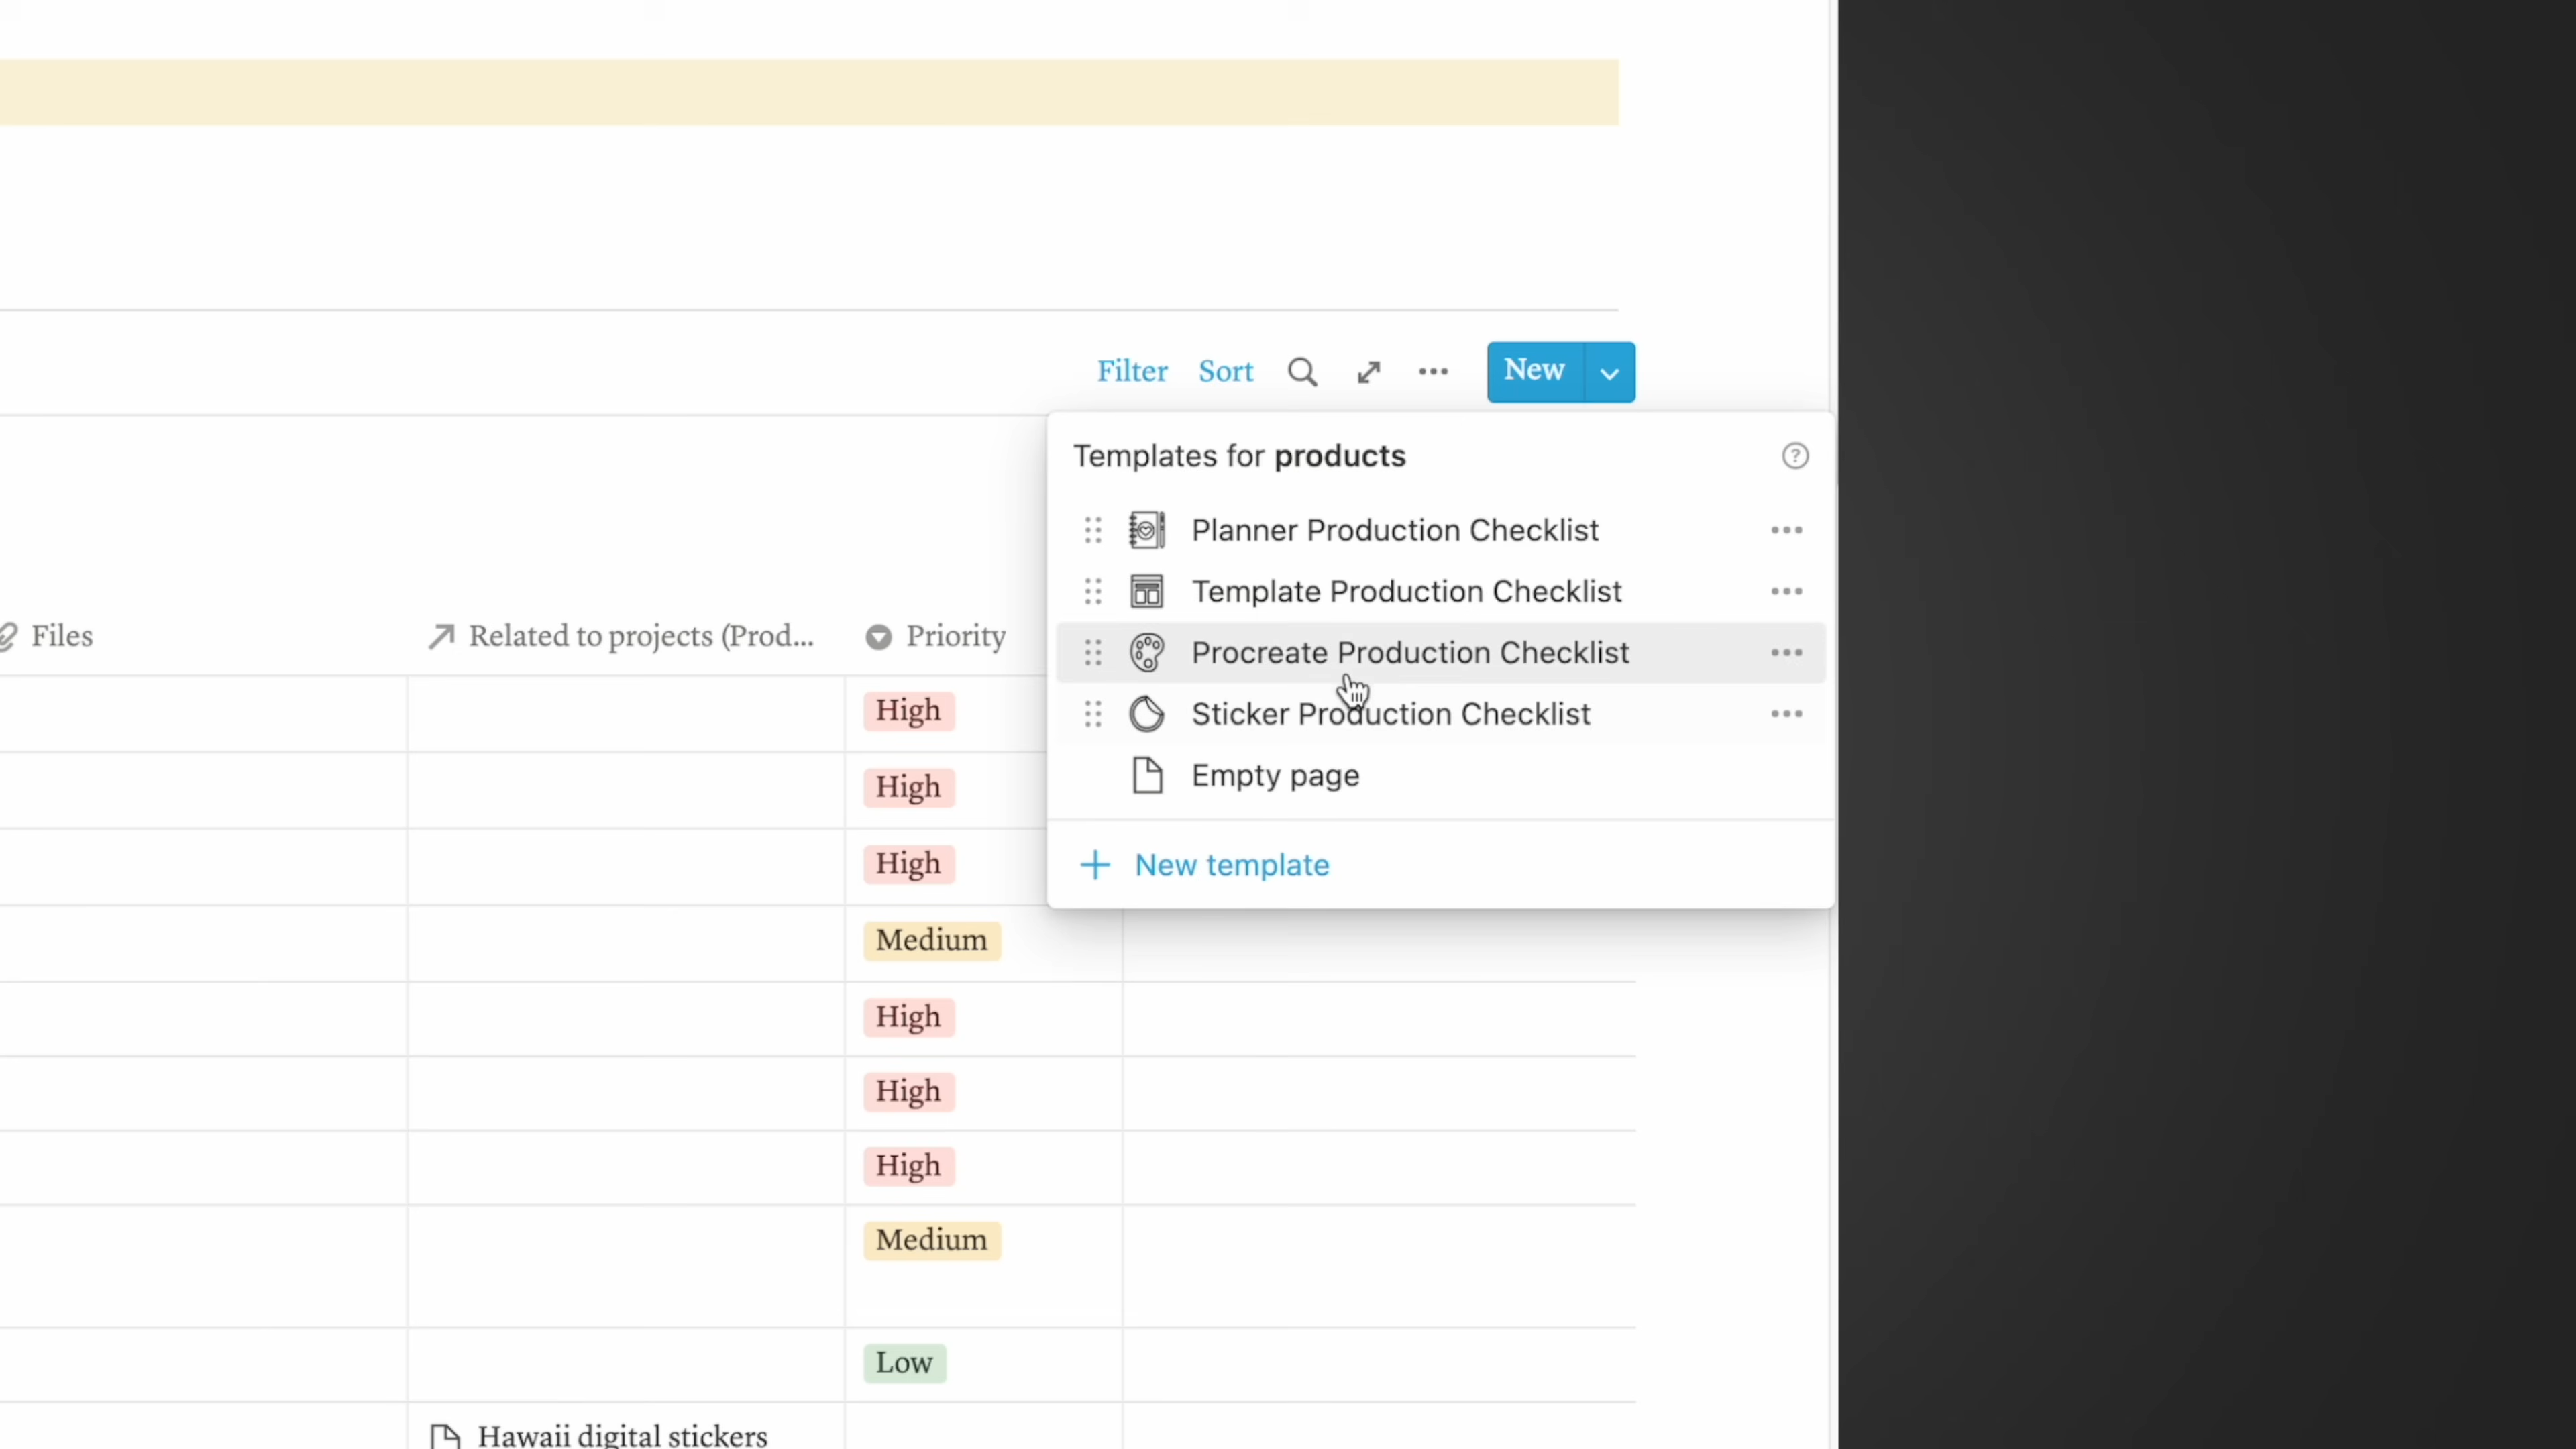 Filter Sort New
Templates for products
Planner Production Checklist
Template Production Checklist
Procreate Production Checklist
Sticker Production Checklist
Empty page
New template
Files Related to projects (Prod... Priority
High
High
High
Medium
High
High
High
Medium
Low
Hawaii digital stickers